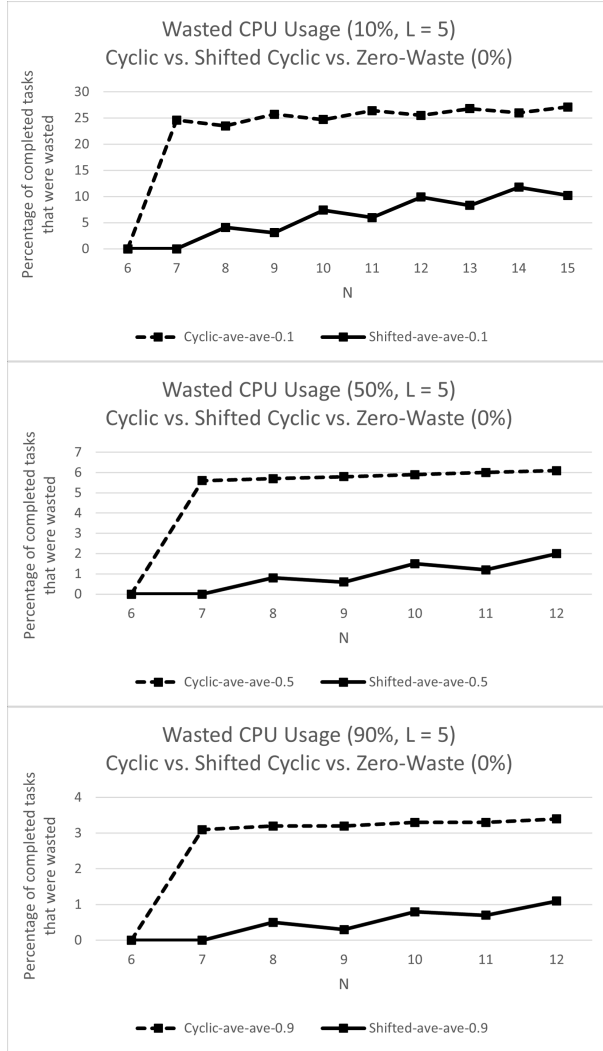 Wasted CPU Usage (10%, L = 5)
Cyclic vs. Shifted Cyclic vs. Zero-Waste (0%)
Percentage of completed tasks
that were wasted
30
25
20
15
10
5
0
6 7 8 9 10 11 12 13 14 15
N
Cyclic-ave-ave-0.1 Shifted-ave-ave-0.1
Wasted CPU Usage (50%, L = 5)
Cyclic vs. Shifted Cyclic vs. Zero-Waste (0%)
Percentage of completed tasks
that were wasted
7
6
5
4
3
2
1
0
6 7 8 9 10 11 12
N
Cyclic-ave-ave-0.5 Shifted-ave-ave-0.5
Wasted CPU Usage (90%, L = 5)
Cyclic vs. Shifted Cyclic vs. Zero-Waste (0%)
Percentage of completed tasks
that were wasted
4
3
2
1
0
6 7 8 9 10 11 12
N
Cyclic-ave-ave-0.9 Shifted-ave-ave-0.9